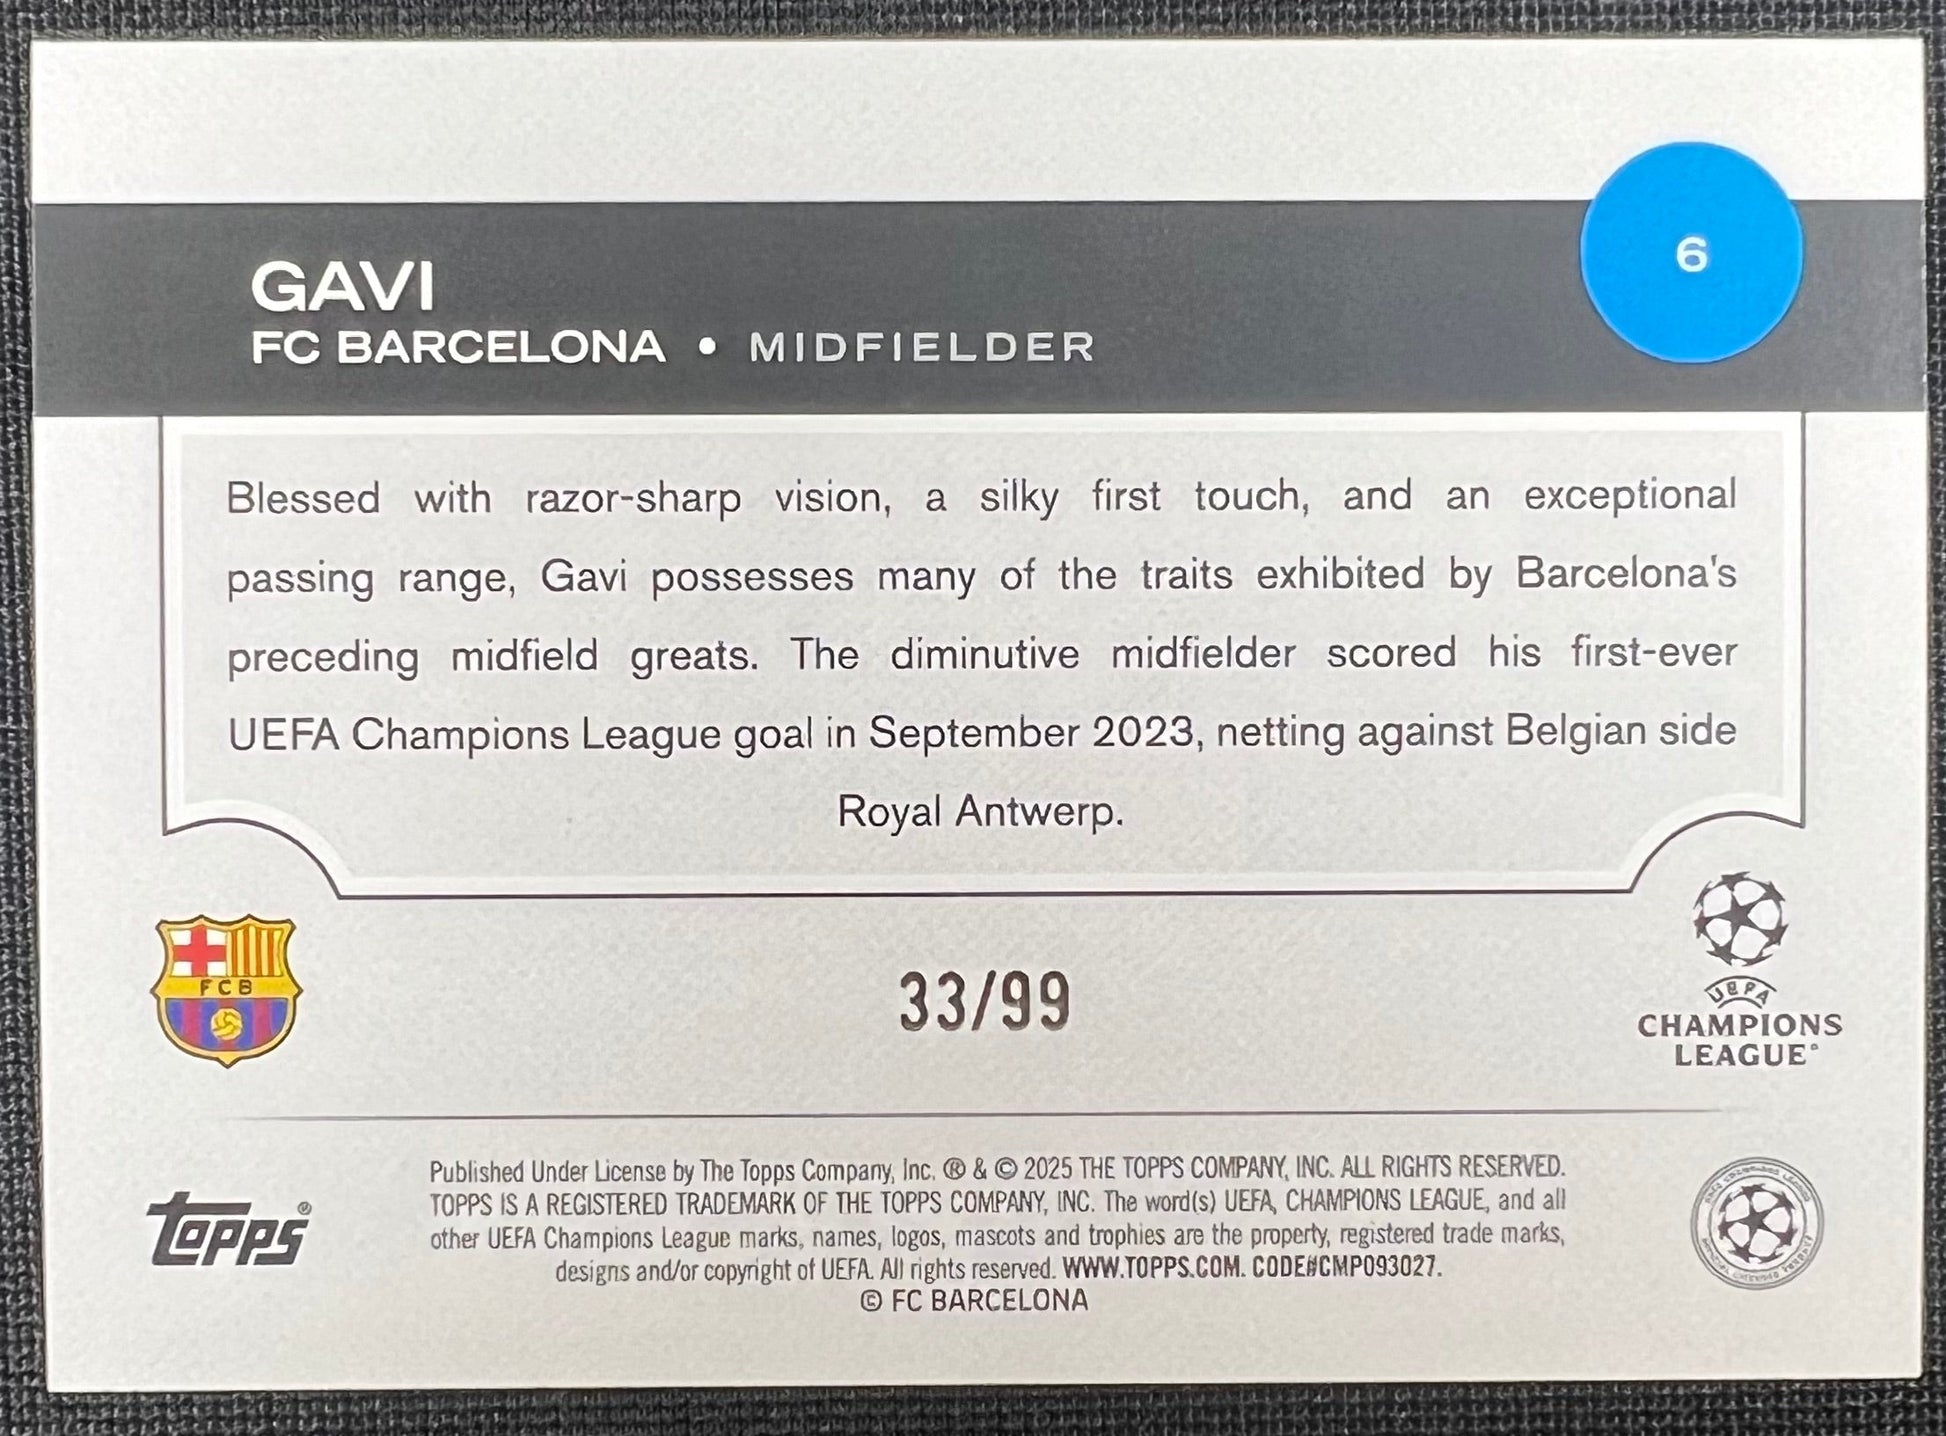 6
GAVI
FC BARCELONA • MIDFIELDER
Blessed with razor-sharp vision, a silky first touch, and an exceptional
passing range, Gavi possesses many of the traits exhibited by Barcelona's
preceding midfield greats. The diminutive midfielder scored his first-ever
UEFA Champions League goal in September 2023, netting against Belgian side
Royal Antwerp.
FCB
33/99
UEFA
CHAMPIONS
LEAGUE®
topps®
Published Under License by The Topps Company, Inc. ® & © 2025 THE TOPPS COMPANY, INC. ALL RIGHTS RESERVED.
TOPPS IS A REGISTERED TRADEMARK OF THE TOPPS COMPANY, INC. The word(s) UEFA, CHAMPIONS LEAGUE, and all
other UEFA Champions League marks, names, logos, mascots and trophies are the property, registered trade marks,
designs and/or copyright of UEFA. All rights reserved. WWW.TOPPS.COM. CODE#CMP093027.
© FC BARCELONA